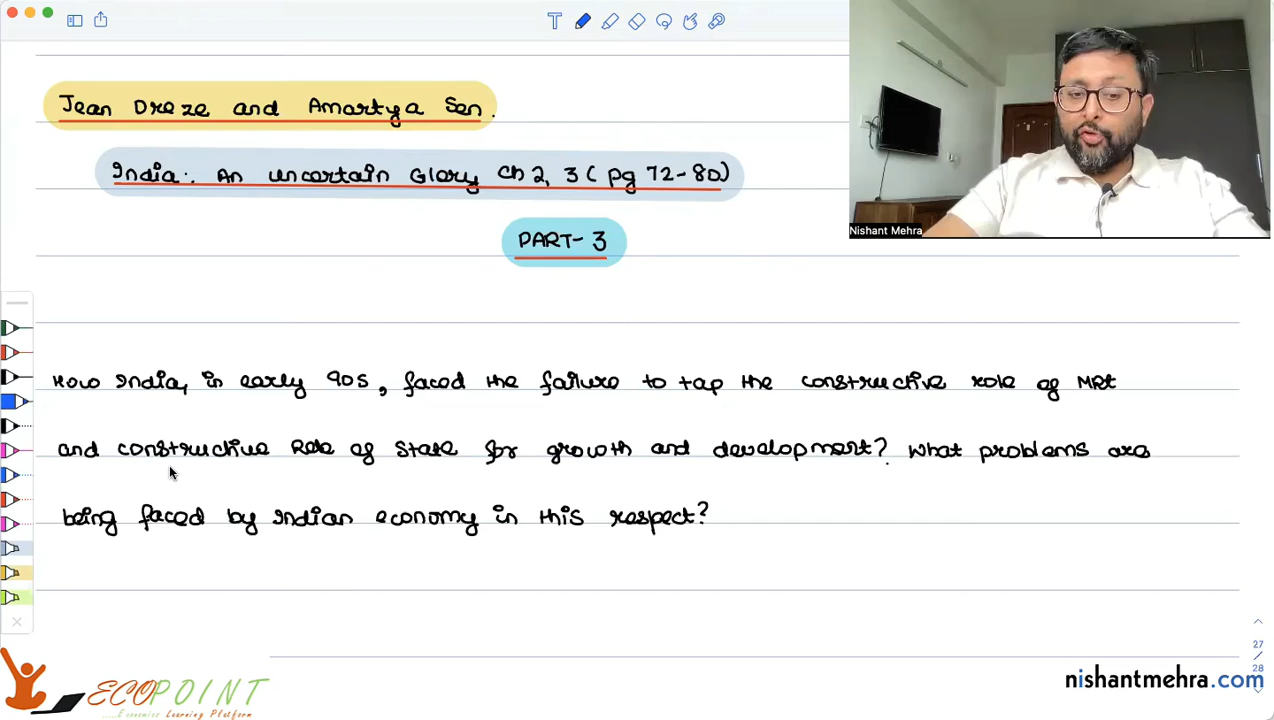 Jean Dreze and Amartya Sen.
India: An uncertain Glory Ch 2, 3 ( pg 72-80)
PART-3
Nishant Mehra
How India, in early 90s, faced the failure to tap the constructive role of MRt
and constructive Role of State for growth and development? What problems are
being faced by Indian economy in this respect?
27
/
28
ECOPOINT
.....Economics Learning Platform
nishantmehra.com